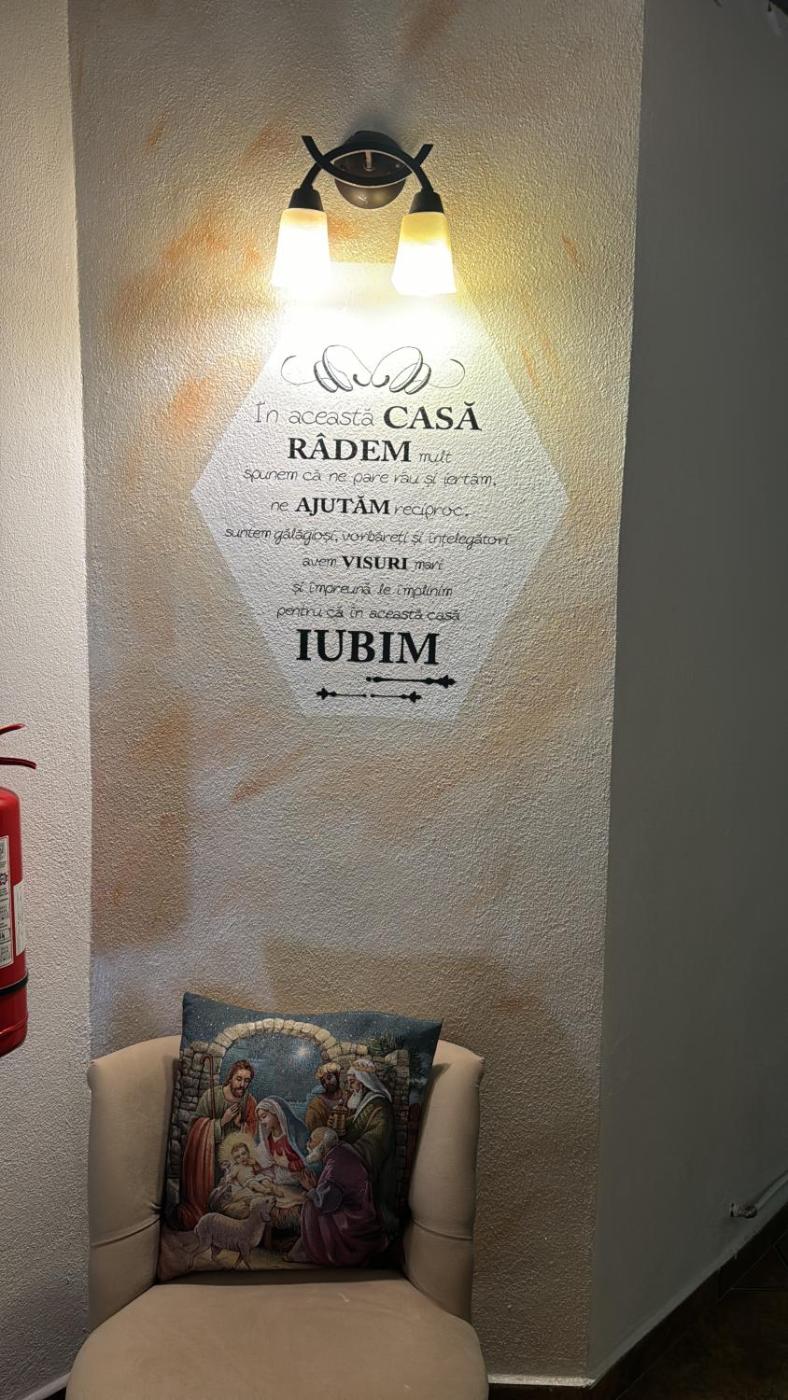 În această CASĂ
RÂDEM mult
spunem că ne pare rău și iertăm,
ne AJUTĂM reciproc,
suntem gălăgioși, vorbăreți și înțelegători
avem VISURI mari
și împreună le împlinim
pentru că în această casă
IUBIM